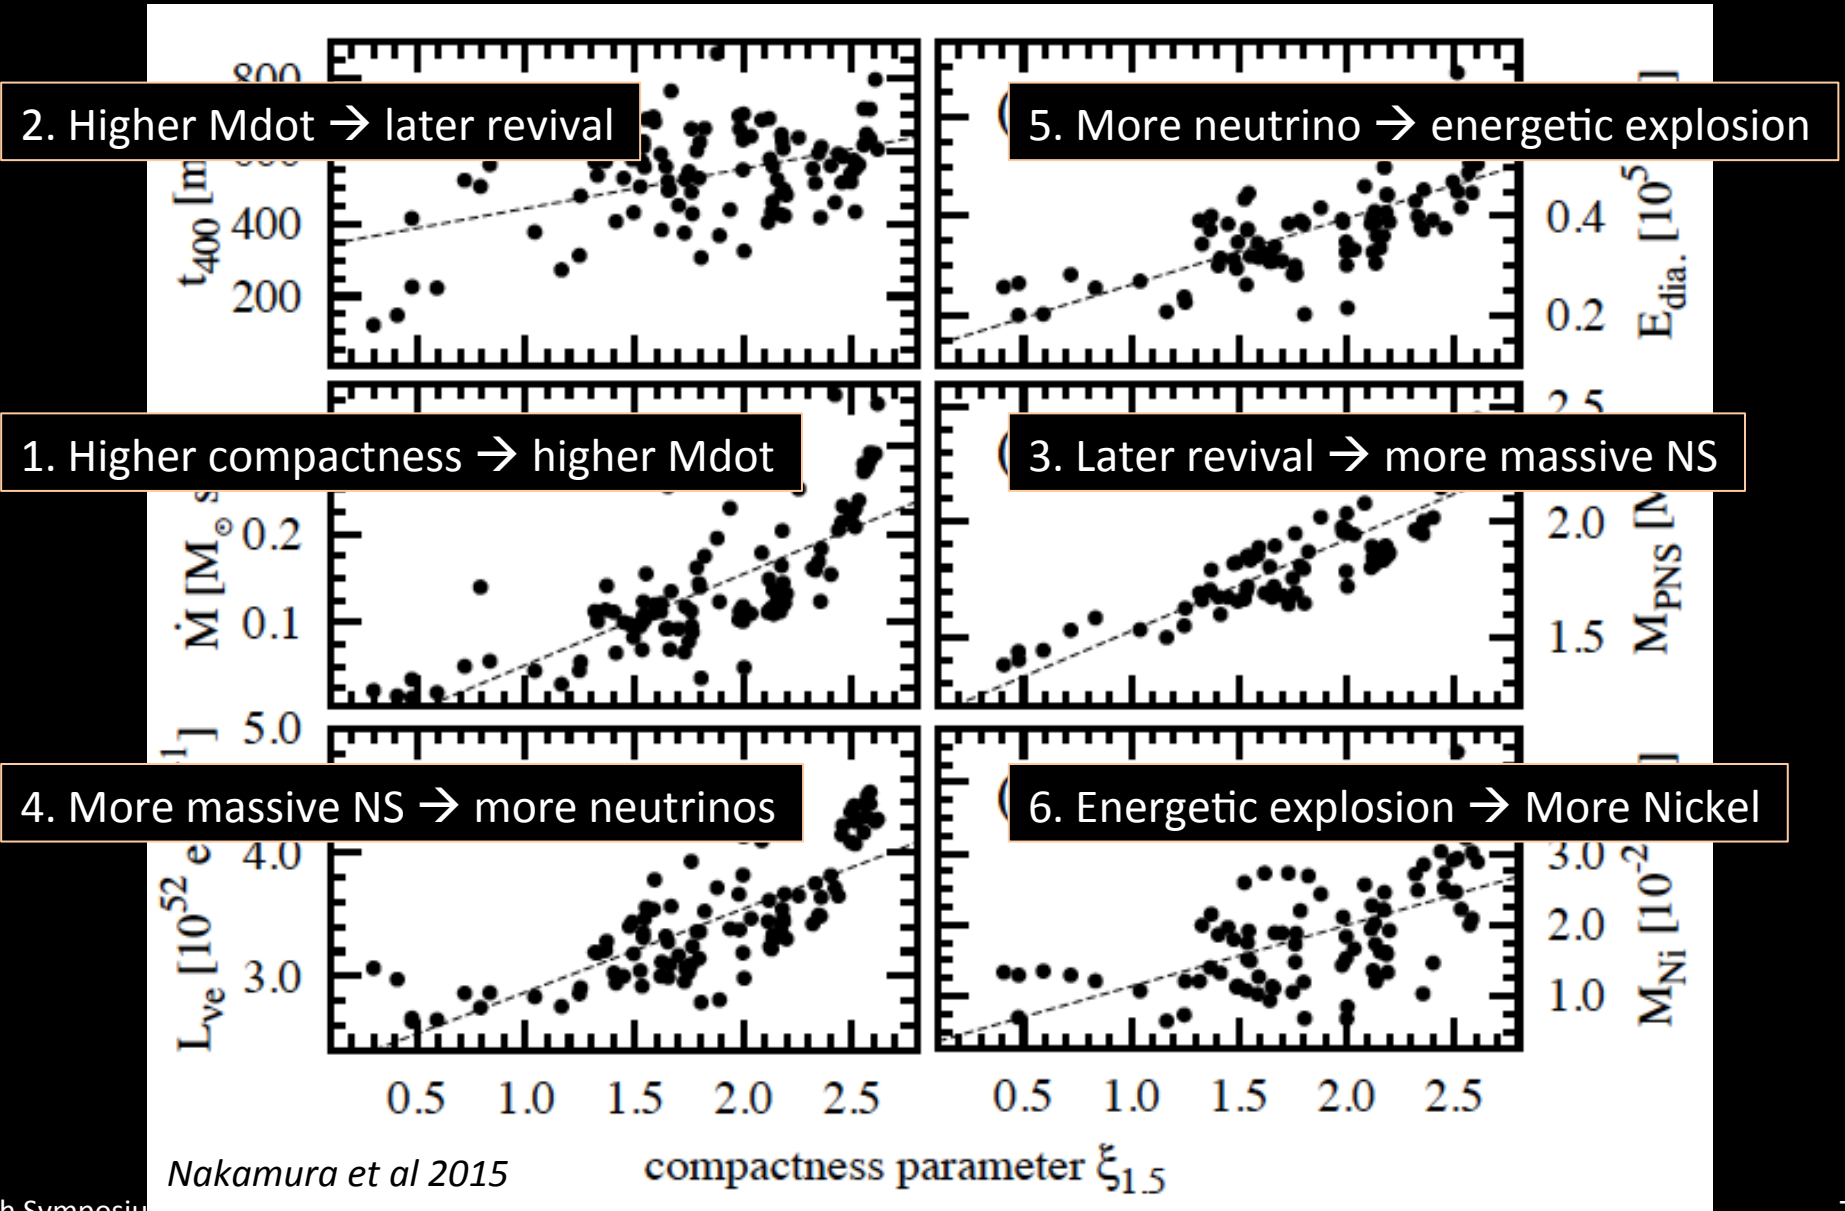 800
2. Higher Mdot → later revival
400
200
t400
5. More neutrino → energetic explosion
0.4
0.2
Edia. [10^5
1. Higher compactness → higher Mdot
0.2
0.1
Ṁ [M⊙ s
3. Later revival → more massive NS
2.5
2.0
1.5
MPNS
5.0
4. More massive NS → more neutrinos
4.0
3.0
Lνe [10^52 e
6. Energetic explosion → More Nickel
3.0
2.0
1.0
MNi [10^-2
0.5 1.0 1.5 2.0 2.5
0.5 1.0 1.5 2.0 2.5
compactness parameter ξ1.5
Nakamura et al 2015